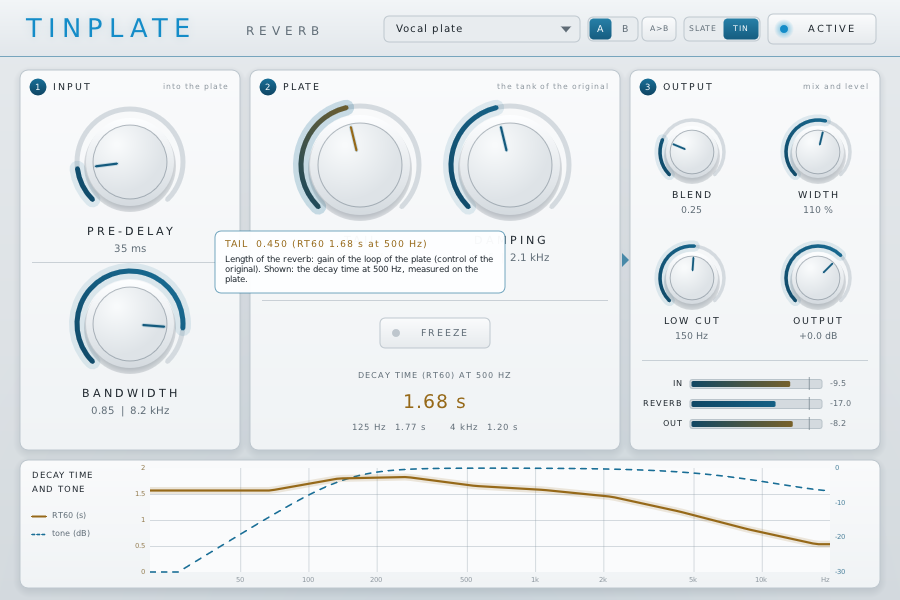 TINPLATE
REVERB
Vocal plate
A B A>B
SLATE TIN
ACTIVE
1 INPUT
into the plate
PRE-DELAY
35 ms
BANDWIDTH
0.85 | 8.2 kHz
2 PLATE
the tank of the original
PING
2.1 kHz
TAIL 0.450 (RT60 1.68 s at 500 Hz)
Length of the reverb: gain of the loop of the plate (control of the
original). Shown: the decay time at 500 Hz, measured on the
plate.
FREEZE
DECAY TIME (RT60) AT 500 HZ
1.68 s
125 Hz 1.77 s 4 kHz 1.20 s
3 OUTPUT
mix and level
BLEND
0.25
WIDTH
110 %
LOW CUT
150 Hz
OUTPUT
+0.0 dB
IN -9.5
REVERB -17.0
OUT -8.2
DECAY TIME
AND TONE
RT60 (s)
tone (dB)
2
1.5
1
0.5
0
0
-10
-20
-30
50 100 200 500 1k 2k 5k 10k Hz